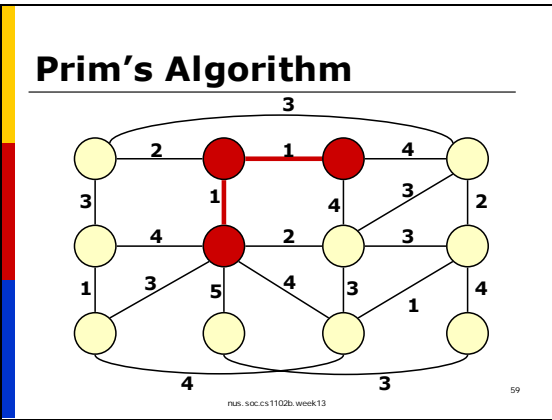 Prim's Algorithm
3
2 1 4
3 1 4 3 2
4 2 3
1 3 5 4 3 1 4
4 3
nus.soc.cs1102b.week13
59